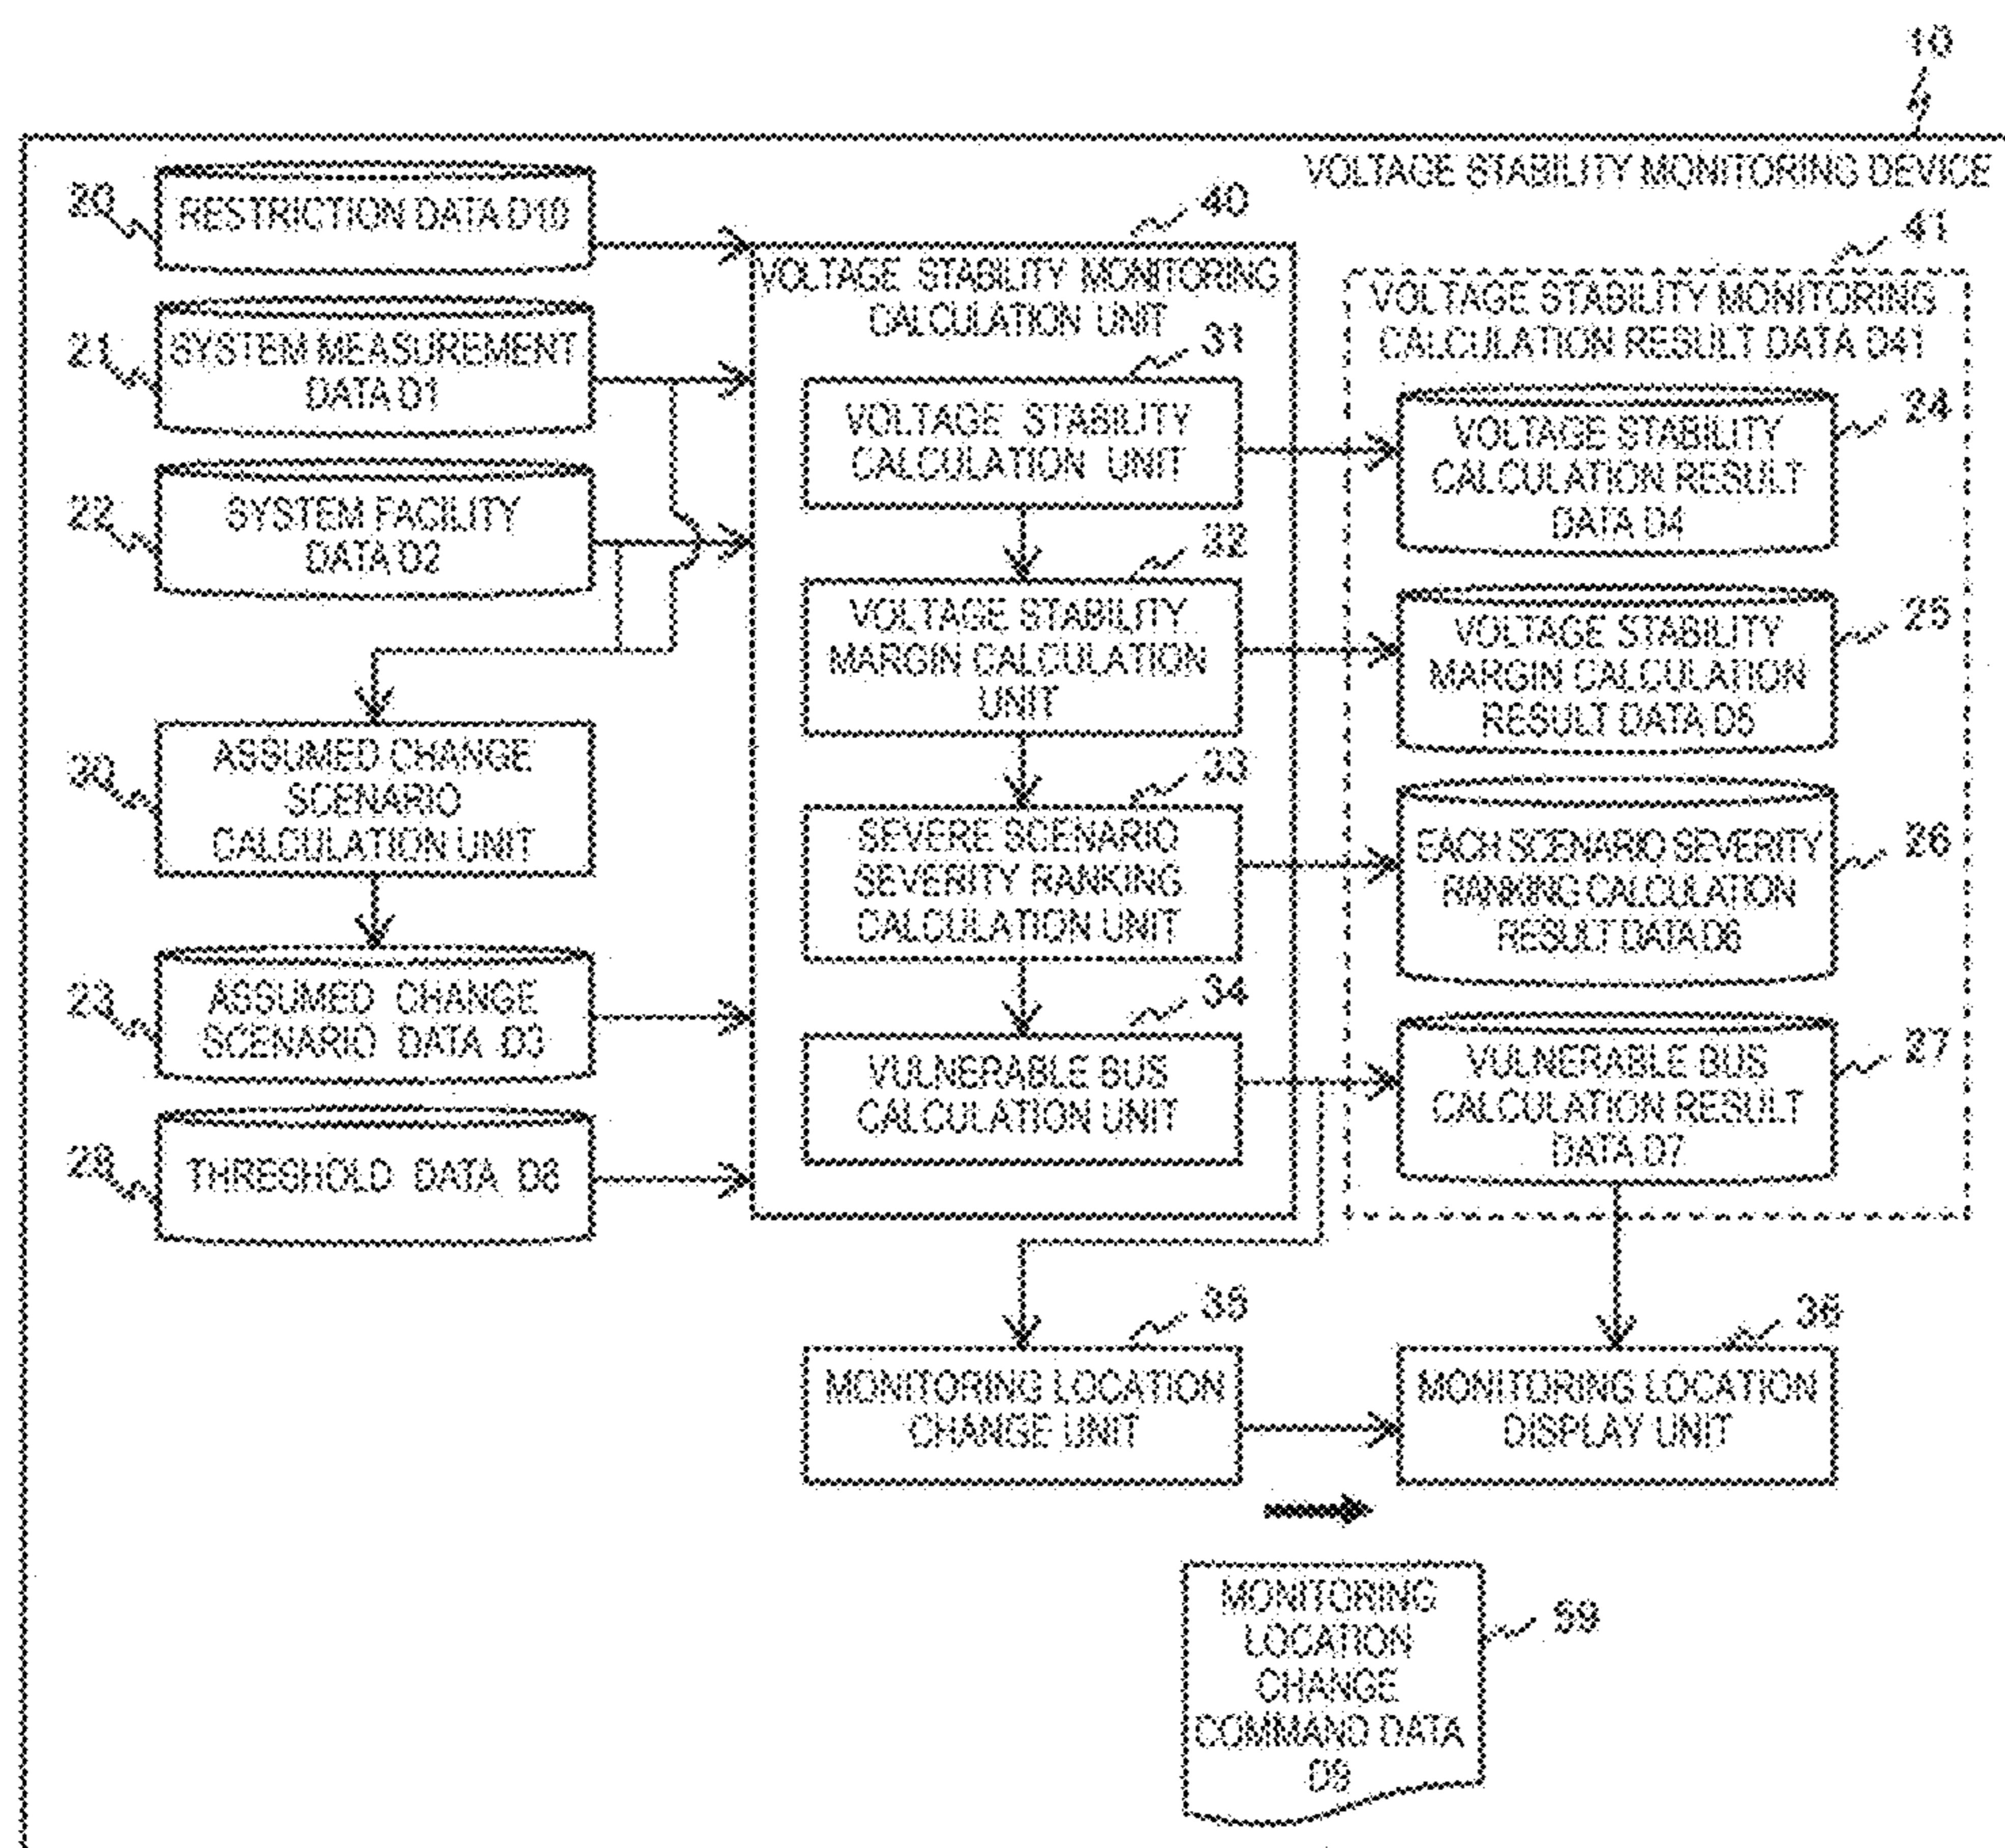 10
VOLTAGE STABILITY MONITORING DEVICE
20
RESTRICTION DATA D10
21
SYSTEM MEASUREMENT
DATA D1
22
SYSTEM FACILITY
DATA D2
30
ASSUMED CHANGE
SCENARIO
CALCULATION UNIT
23
ASSUMED CHANGE
SCENARIO DATA D3
28
THRESHOLD DATA D8
40
VOLTAGE STABILITY MONITORING
CALCULATION UNIT
31
VOLTAGE STABILITY
CALCULATION UNIT
32
VOLTAGE STABILITY
MARGIN CALCULATION
UNIT
33
SEVERE SCENARIO
SEVERITY RANKING
CALCULATION UNIT
34
VULNERABLE BUS
CALCULATION UNIT
41
VOLTAGE STABILITY MONITORING
CALCULATION RESULT DATA D41
24
VOLTAGE STABILITY
CALCULATION RESULT
DATA D4
25
VOLTAGE STABILITY
MARGIN CALCULATION
RESULT DATA D5
26
EACH SCENARIO SEVERITY
RANKING CALCULATION
RESULT DATA D6
27
VULNERABLE BUS
CALCULATION RESULT
DATA D7
35
MONITORING LOCATION
CHANGE UNIT
36
MONITORING LOCATION
DISPLAY UNIT
MONITORING
LOCATION
CHANGE
COMMAND DATA
D9